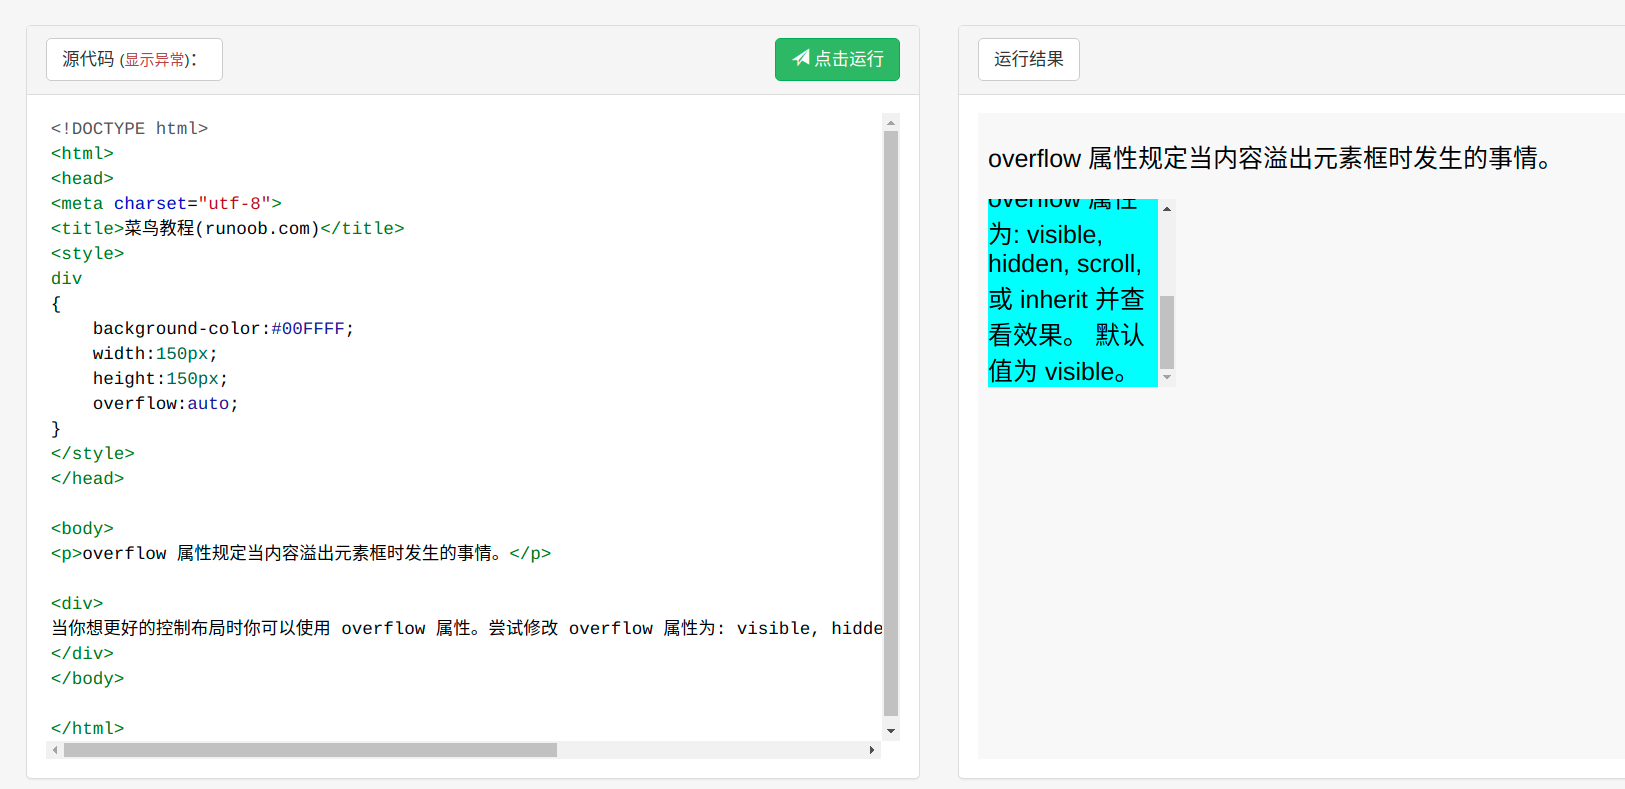 源代码 (显示异常)：
点击运行
<!DOCTYPE html>
<html>
<head>
<meta charset="utf-8">
<title>菜鸟教程(runoob.com)</title>
<style>
div
{
    background-color:#00FFFF;
    width:150px;
    height:150px;
    overflow:auto;
}
</style>
</head>
<body>
<p>overflow 属性规定当内容溢出元素框时发生的事情。</p>
<div>
当你想更好的控制布局时你可以使用 overflow 属性。尝试修改 overflow 属性为: visible, hidde
</div>
</body>
</html>
运行结果
overflow 属性规定当内容溢出元素框时发生的事情。
overflow 属性
为: visible,
hidden, scroll,
或 inherit 并查
看效果。 默认
值为 visible。